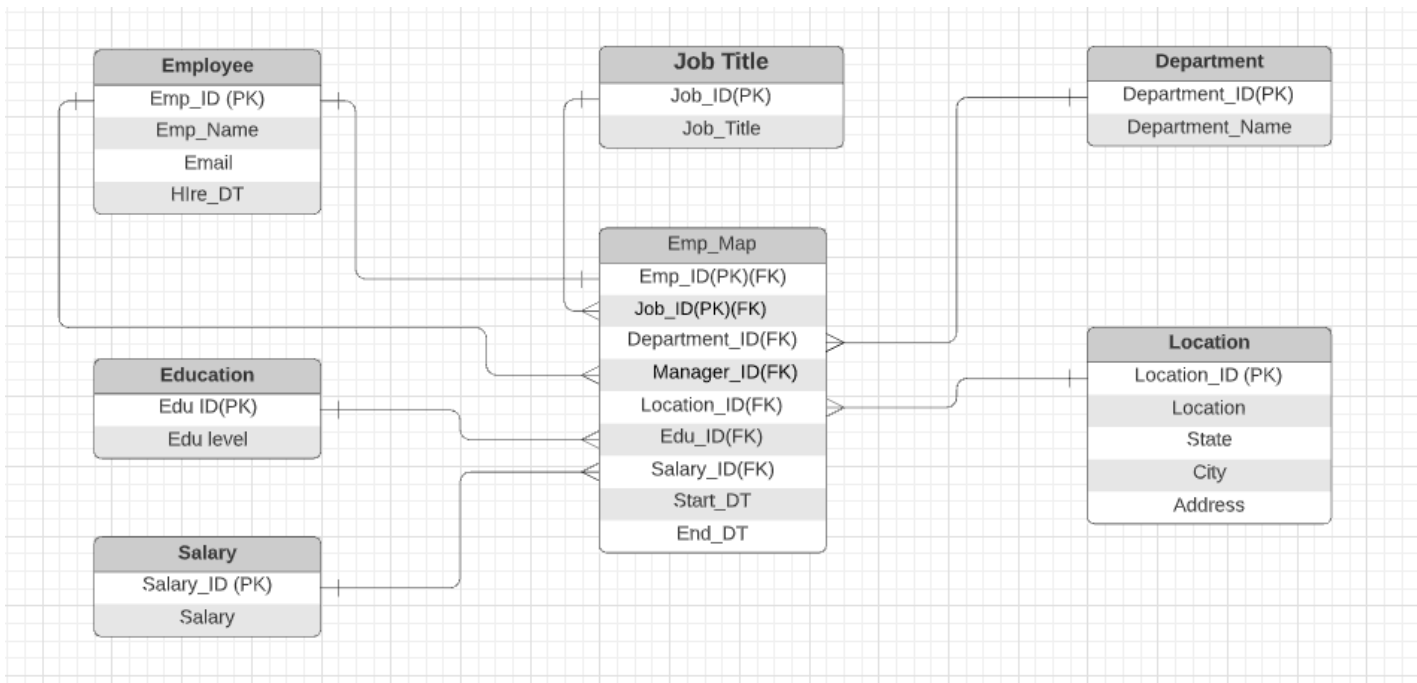 Employee
Emp_ID (PK)
Emp_Name
Email
HIre_DT
Job Title
Job_ID(PK)
Job_Title
Department
Department_ID(PK)
Department_Name
Emp_Map
Emp_ID(PK)(FK)
Job_ID(PK)(FK)
Department_ID(FK)
Manager_ID(FK)
Location_ID(FK)
Edu_ID(FK)
Salary_ID(FK)
Start_DT
End_DT
Education
Edu ID(PK)
Edu level
Location
Location_ID (PK)
Location
State
City
Address
Salary
Salary_ID (PK)
Salary